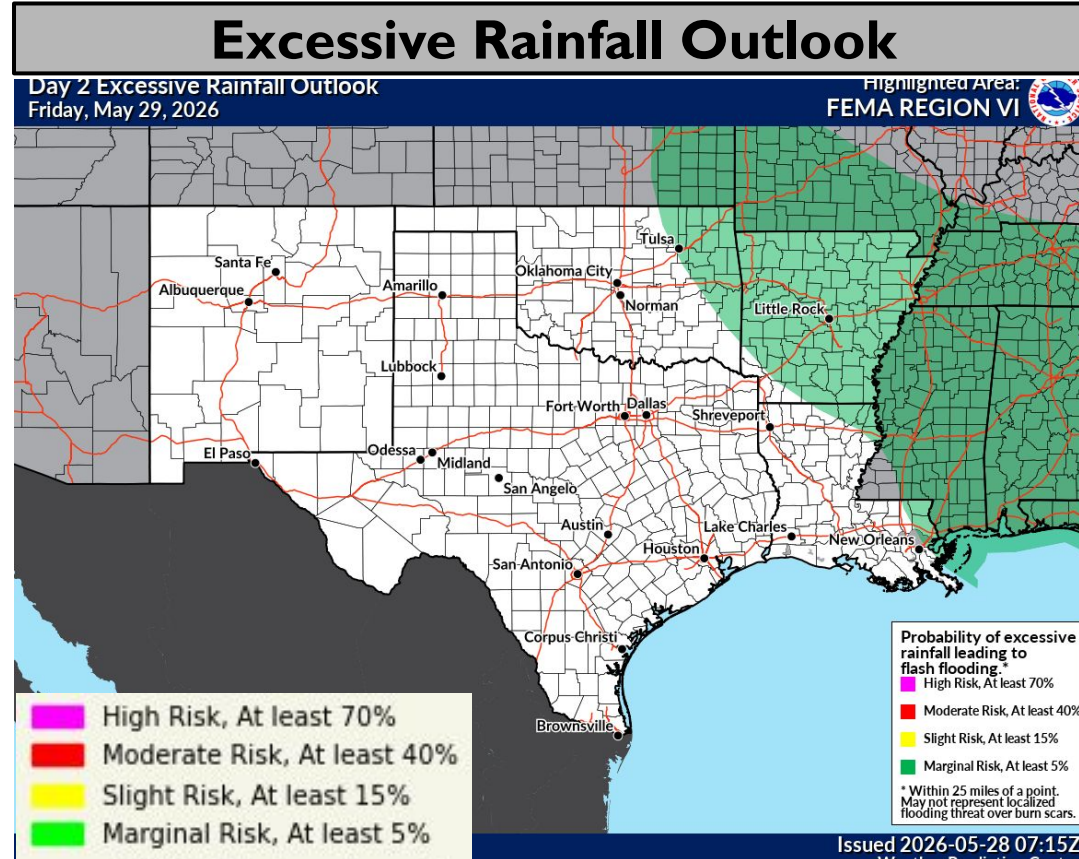 Excessive Rainfall Outlook
Day 2 Excessive Rainfall Outlook
Friday, May 29, 2026
Highlighted Area:
FEMA REGION VI
Santa Fe
Albuquerque
Amarillo
Tulsa
Oklahoma City
Norman
Little Rock
Lubbock
Fort Worth
Dallas
Shreveport
El Paso
Odessa
Midland
San Angelo
Austin
Lake Charles
Houston
New Orleans
San Antonio
Corpus Christi
Brownsville
Probability of excessive
rainfall leading to
flash flooding.*
High Risk, At least 70%
Moderate Risk, At least 40%
Slight Risk, At least 15%
Marginal Risk, At least 5%
* Within 25 miles of a point.
May not represent localized
flooding threat over burn scars.
High Risk, At least 70%
Moderate Risk, At least 40%
Slight Risk, At least 15%
Marginal Risk, At least 5%
Issued 2026-05-28 07:15Z